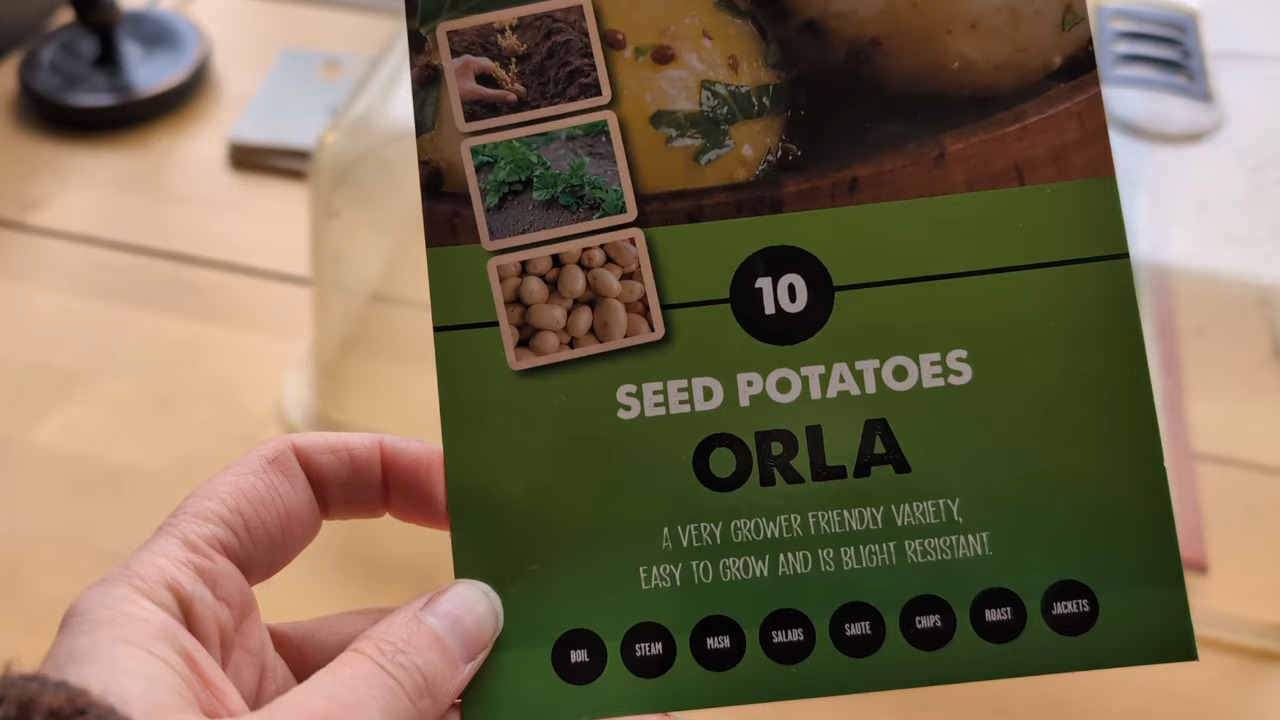 10
SEED POTATOES
ORLA
A VERY GROWER FRIENDLY VARIETY,
EASY TO GROW AND IS BLIGHT RESISTANT.
BOIL STEAM MASH SALADS SAUTE CHIPS ROAST JACKETS